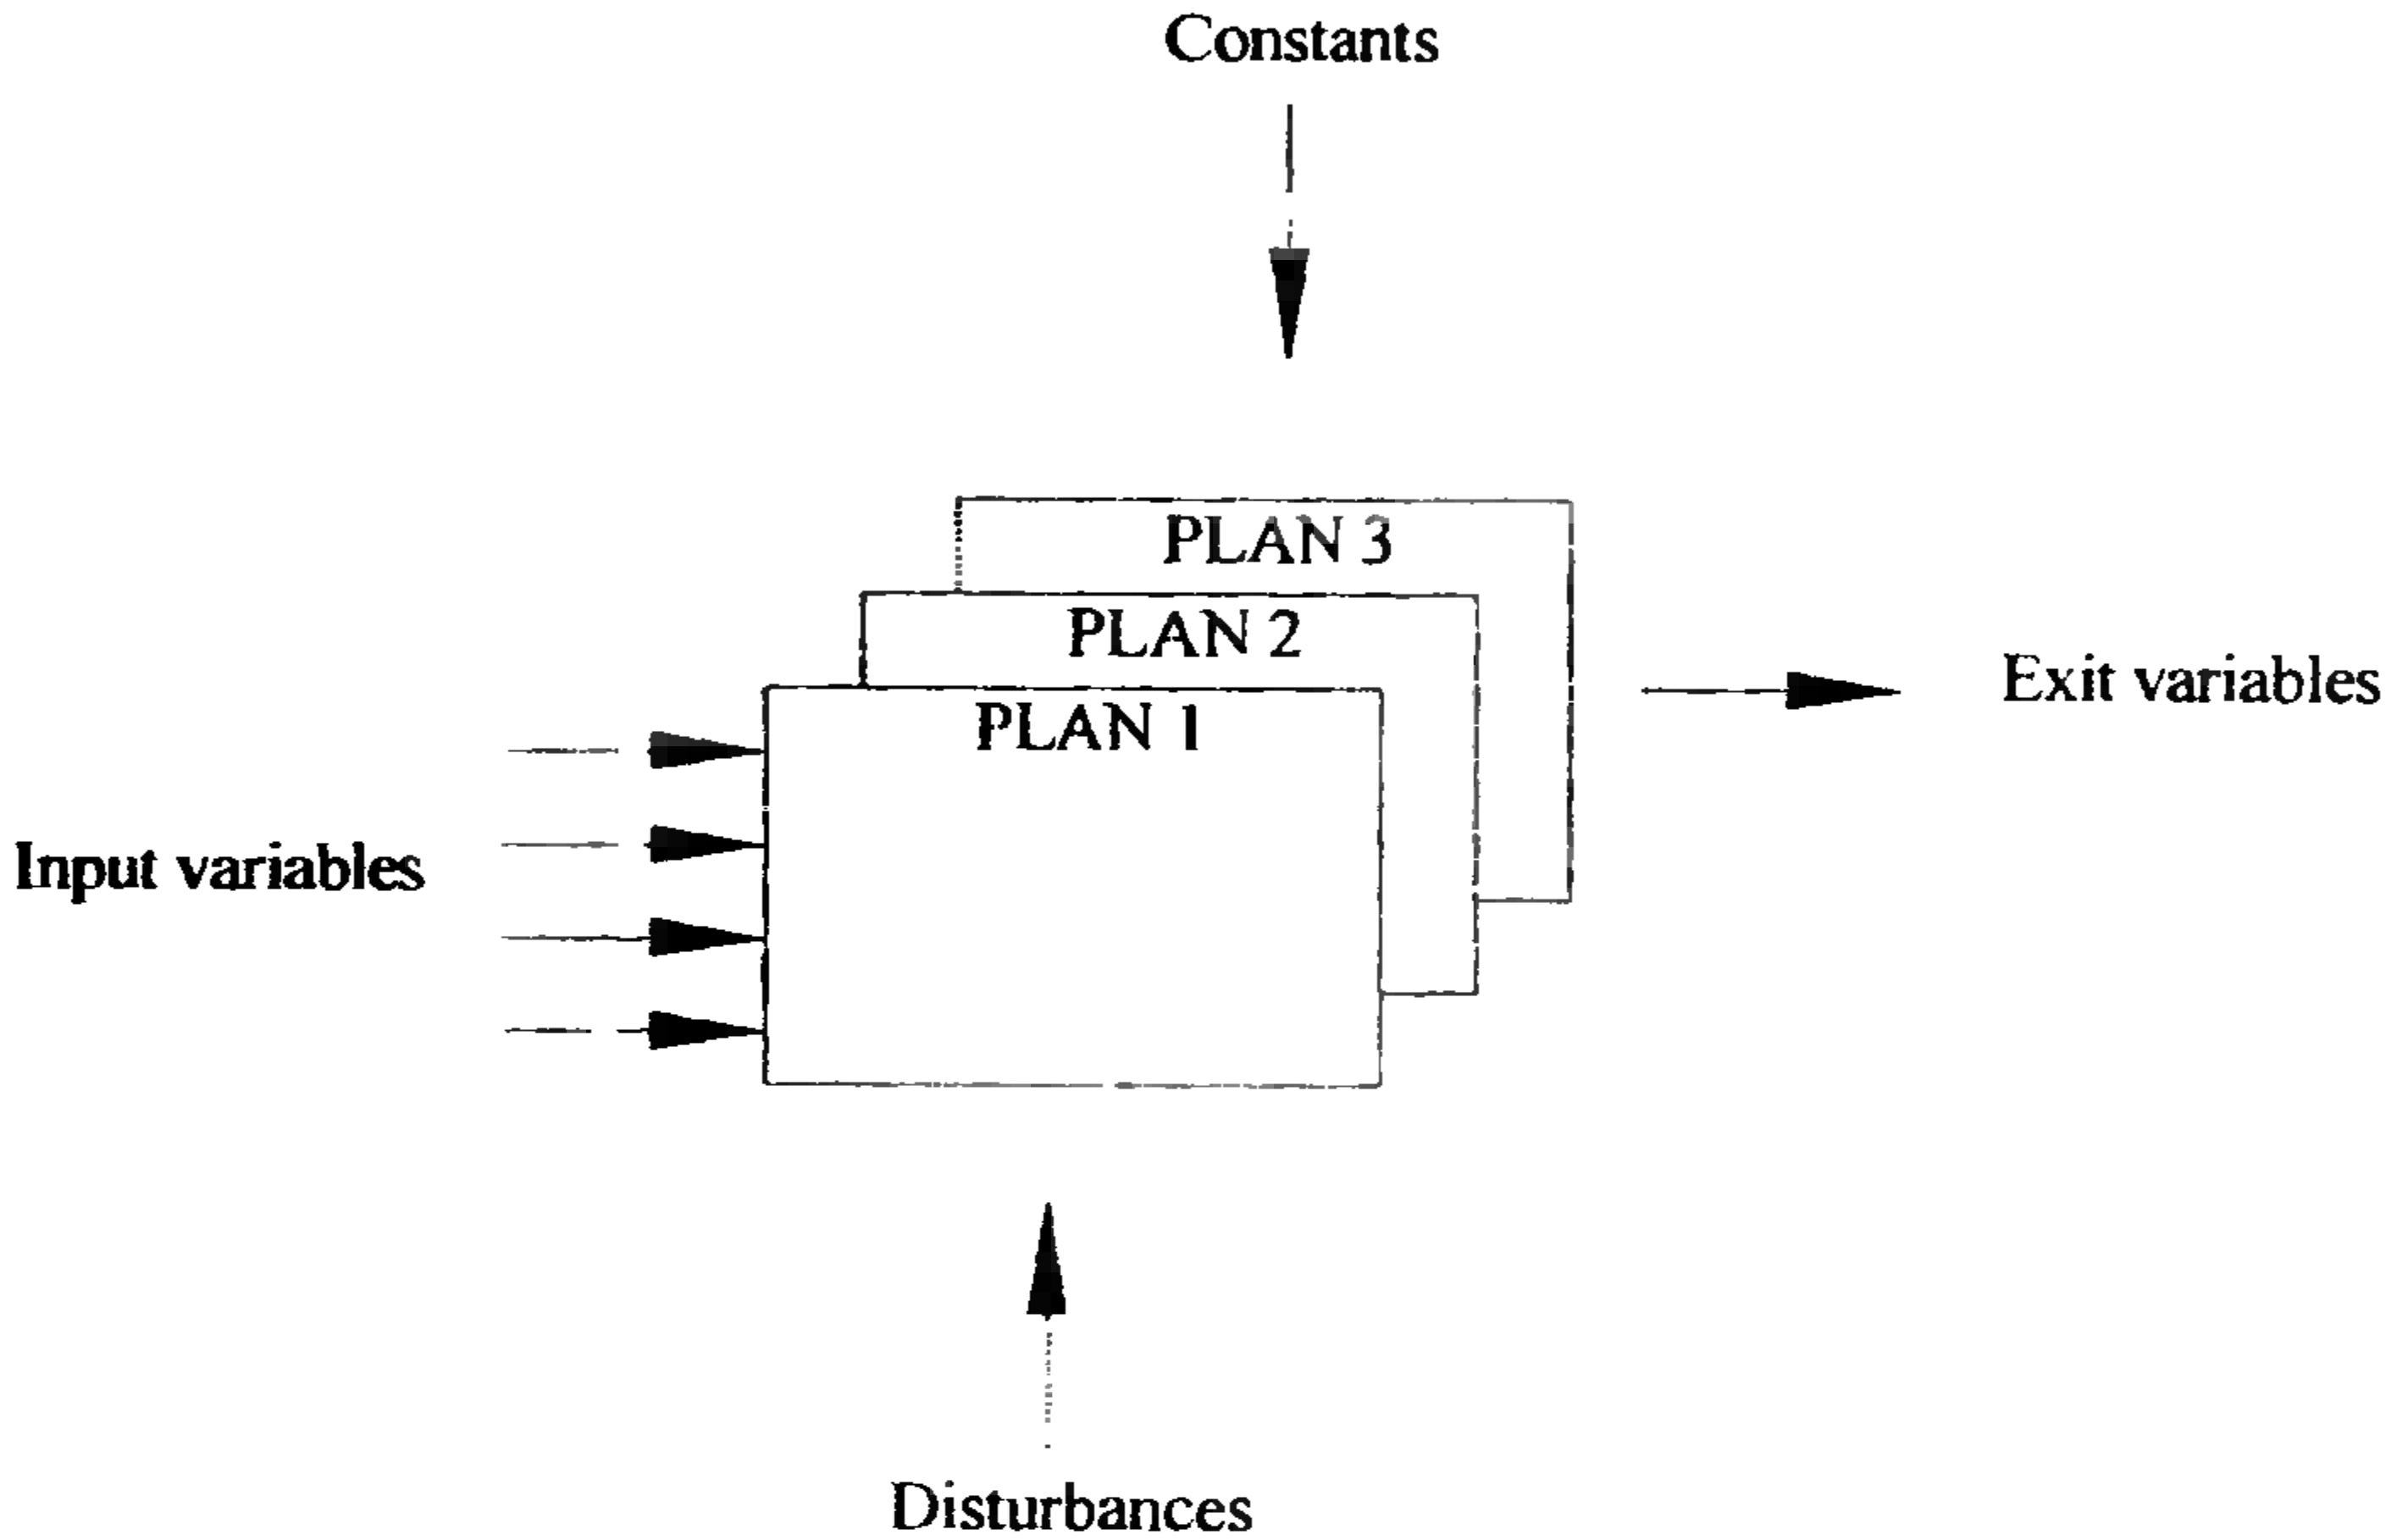 Constants
PLAN 3
PLAN 2
Exit variables
PLAN 1
Input variables
Disturbances